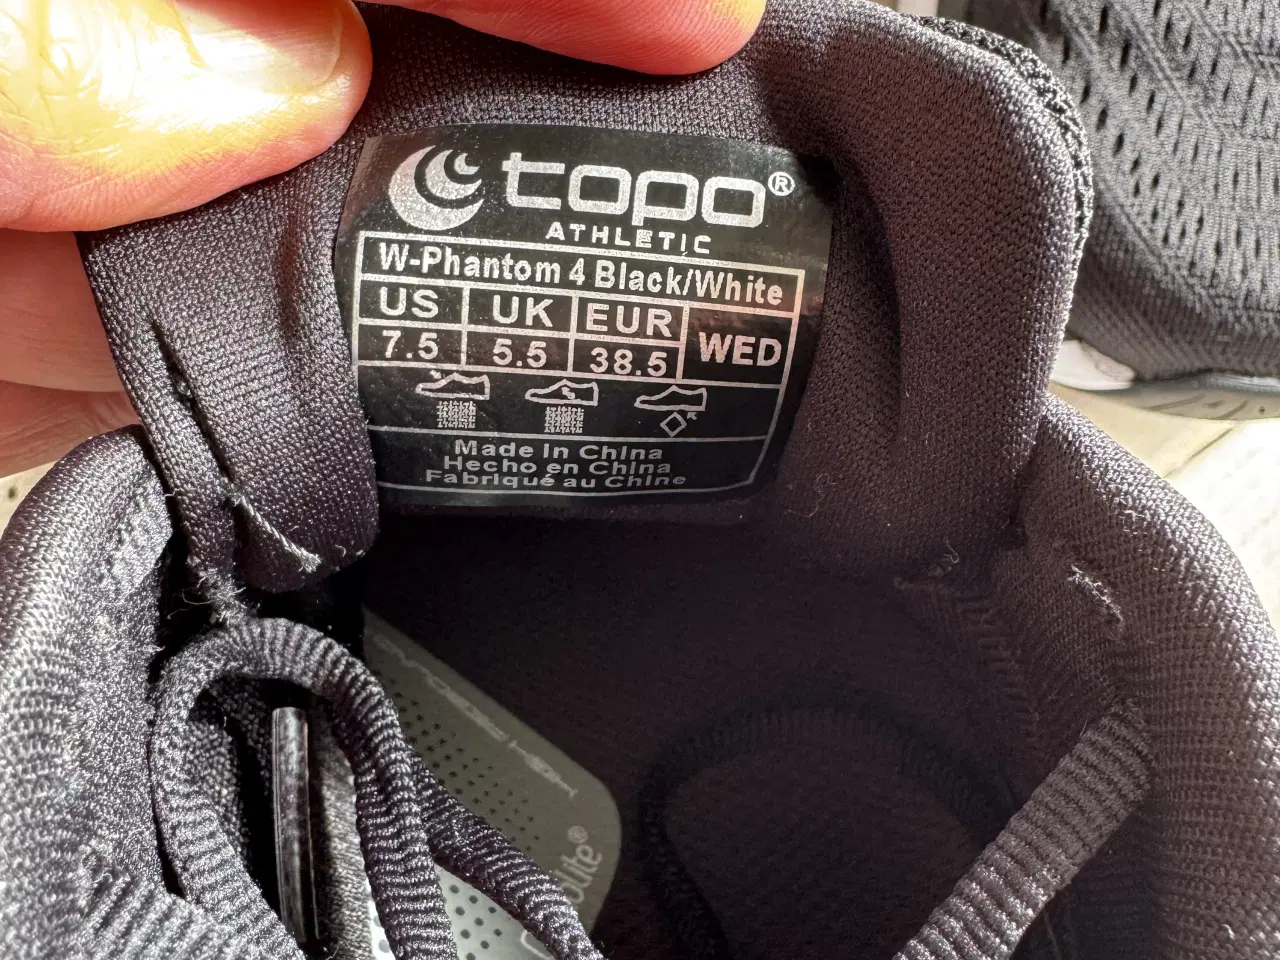 topo®
ATHLETIC
W-Phantom 4 Black/White
US UK EUR WED
7.5 5.5 38.5
Made In China
Hecho en China
Fabriqué au Chine